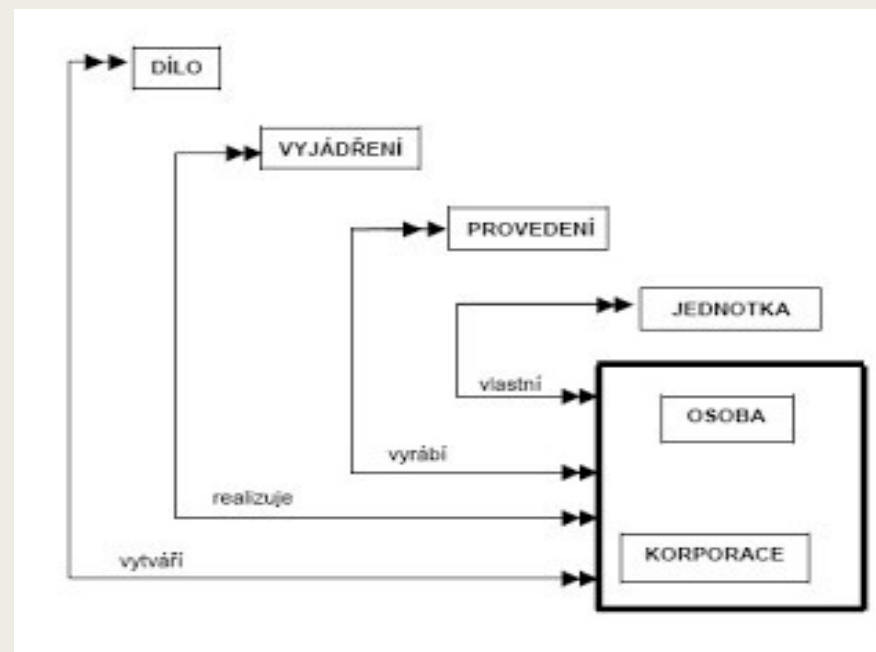 DÍLO
VYJÁDŘENÍ
PROVEDENÍ
JEDNOTKA
vlastní
OSOBA
vyrábí
realizuje
KORPORACE
vytváří